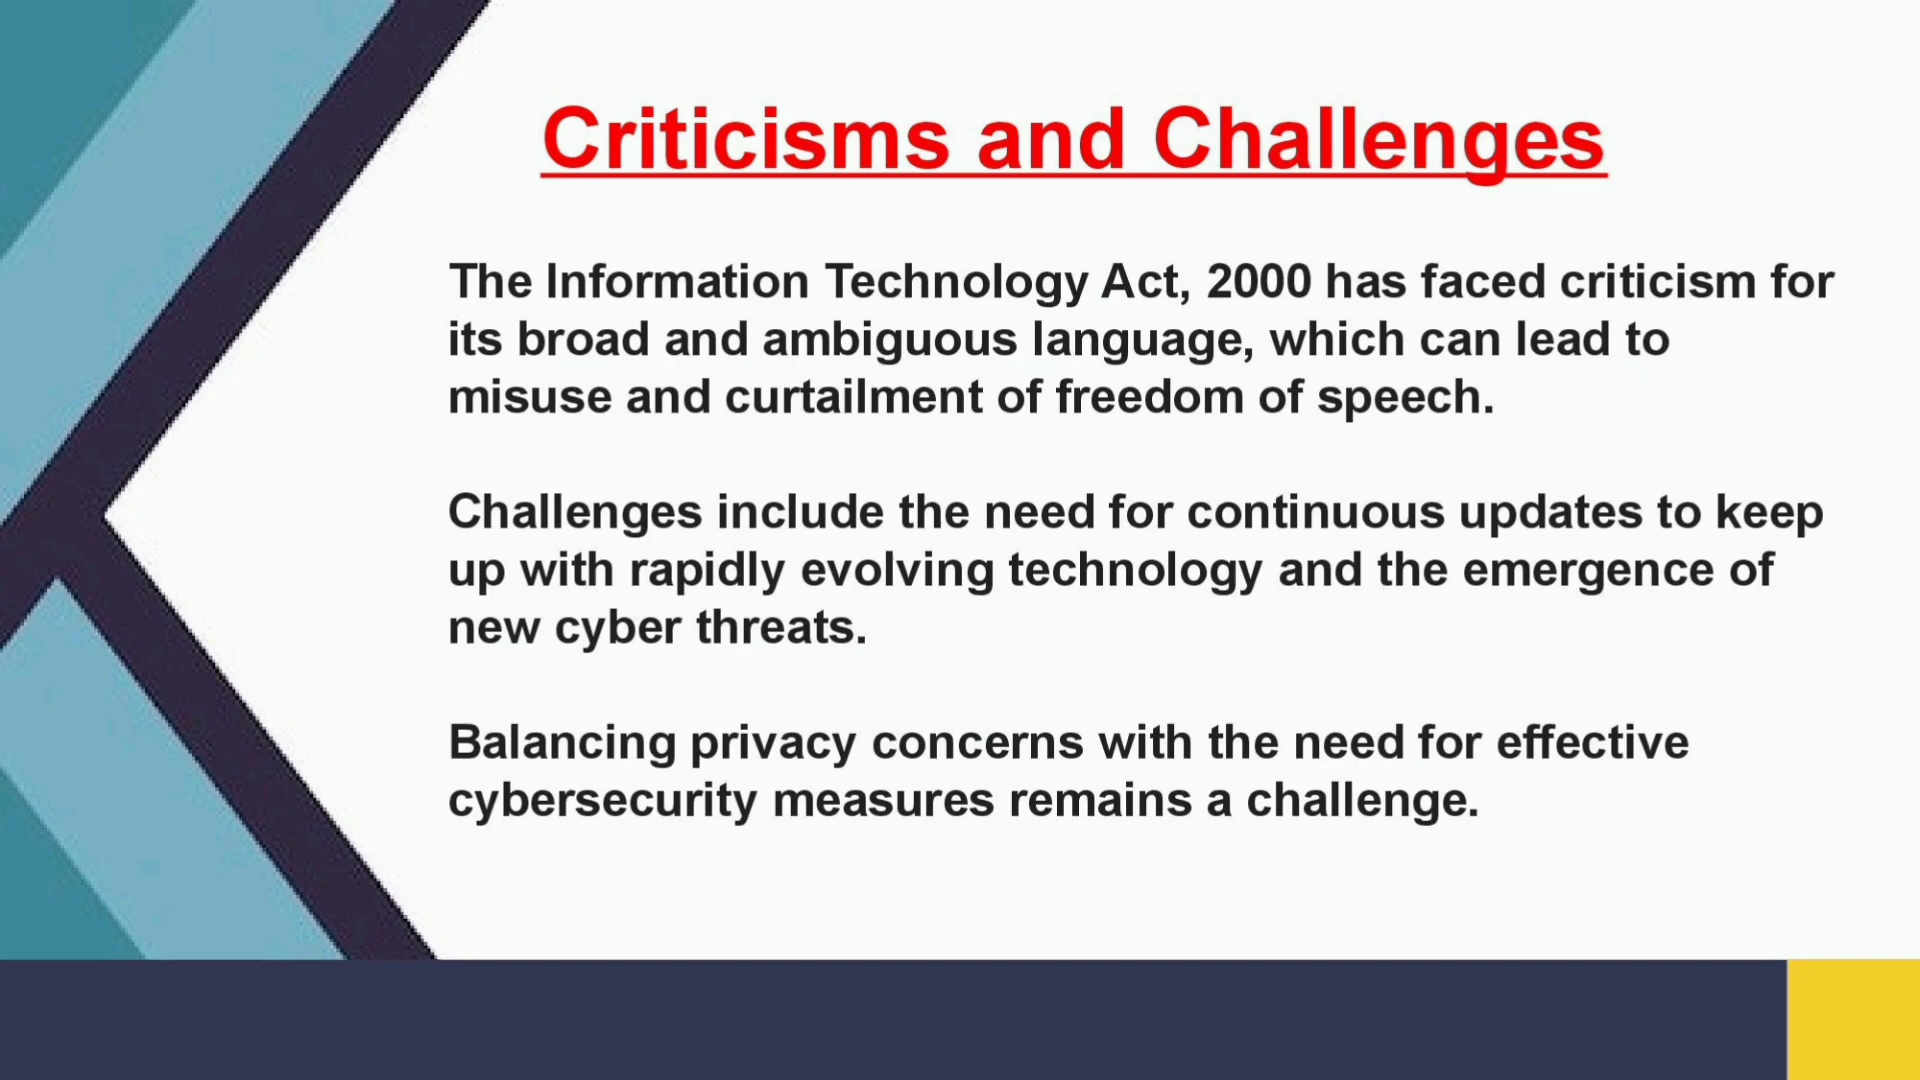 Criticisms and Challenges
The Information Technology Act, 2000 has faced criticism for
its broad and ambiguous language, which can lead to
misuse and curtailment of freedom of speech.
Challenges include the need for continuous updates to keep
up with rapidly evolving technology and the emergence of
new cyber threats.
Balancing privacy concerns with the need for effective
cybersecurity measures remains a challenge.